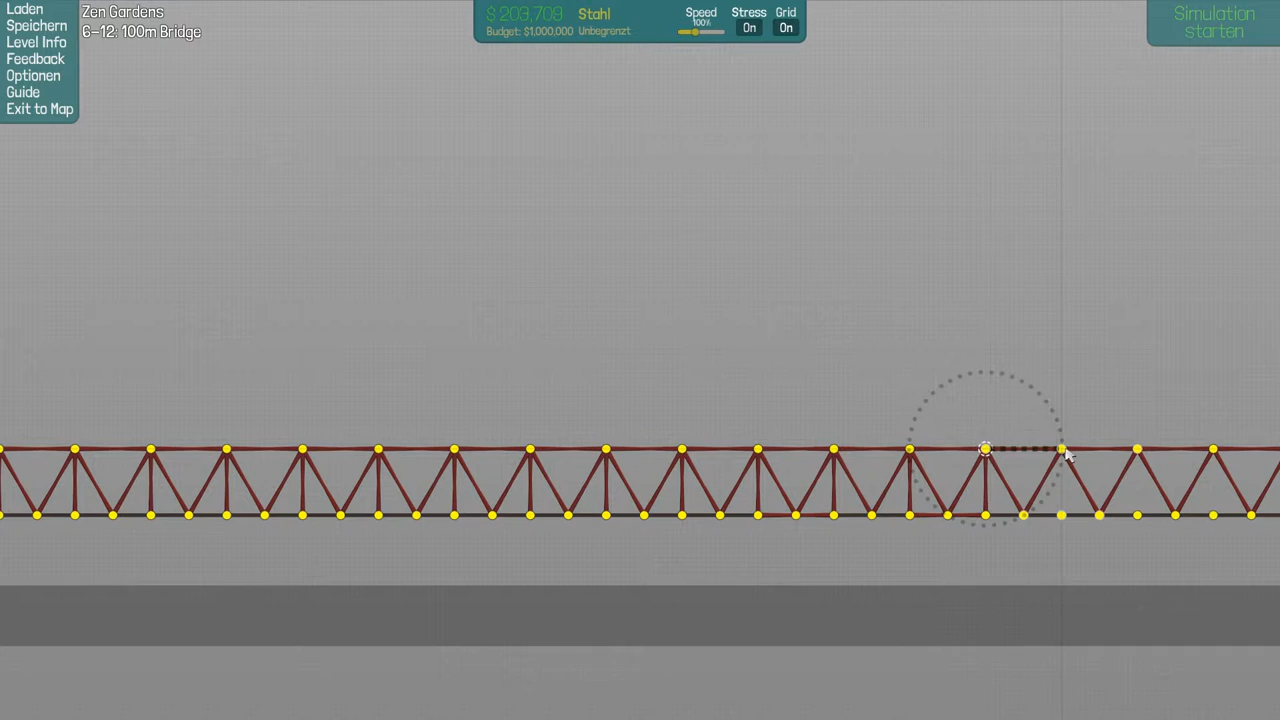 Laden
Speichern
Level Info
Feedback
Optionen
Guide
Exit to Map
Zen Gardens
6-12: 100m Bridge
$ 203,709
Budget: $1,000,000
Stahl
Unbegrenzt
Speed
100%
Stress
On
Grid
On
Simulation
starten